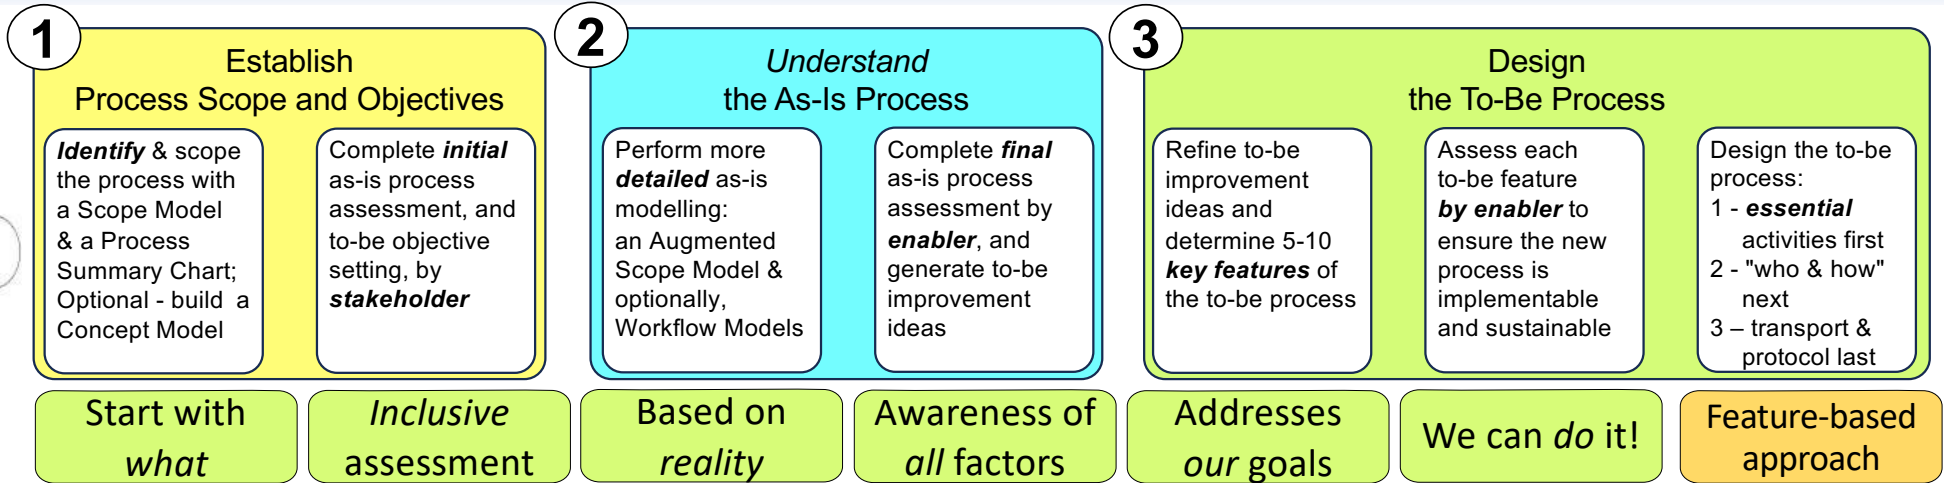 1
Establish
Process Scope and Objectives
Identify & scope
the process with
a Scope Model
& a Process
Summary Chart;
Optional - build a
Concept Model
Complete initial
as-is process
assessment, and
to-be objective
setting, by
stakeholder
2
Understand
the As-Is Process
Perform more
detailed as-is
modelling:
an Augmented
Scope Model &
optionally,
Workflow Models
Complete final
as-is process
assessment by
enabler, and
generate to-be
improvement
ideas
3
Design
the To-Be Process
Refine to-be
improvement
ideas and
determine 5-10
key features of
the to-be process
Assess each
to-be feature
by enabler to
ensure the new
process is
implementable
and sustainable
Design the to-be
process:
1 - essential
activities first
2 - "who & how"
next
3 – transport &
protocol last
Start with
what
Inclusive
assessment
Based on
reality
Awareness of
all factors
Addresses
our goals
We can do it!
Feature-based
approach